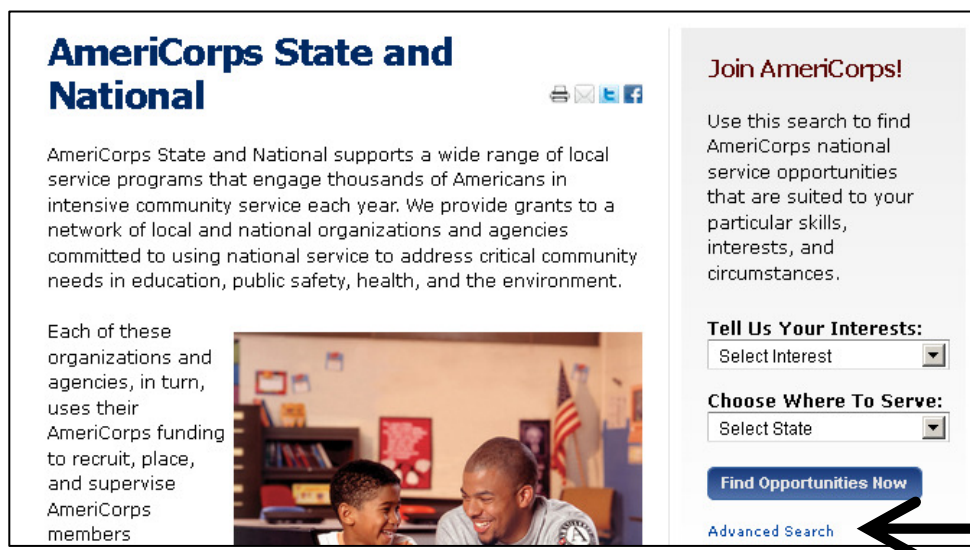 AmeriCorps State and
National
AmeriCorps State and National supports a wide range of local
service programs that engage thousands of Americans in
intensive community service each year. We provide grants to a
network of local and national organizations and agencies
committed to using national service to address critical community
needs in education, public safety, health, and the environment.
Each of these
organizations and
agencies, in turn,
uses their
AmeriCorps funding
to recruit, place,
and supervise
AmeriCorps
members
Join AmeriCorps!
Use this search to find
AmeriCorps national
service opportunities
that are suited to your
particular skills,
interests, and
circumstances.
Tell Us Your Interests:
Select Interest
Choose Where To Serve:
Select State
Find Opportunities Now
Advanced Search